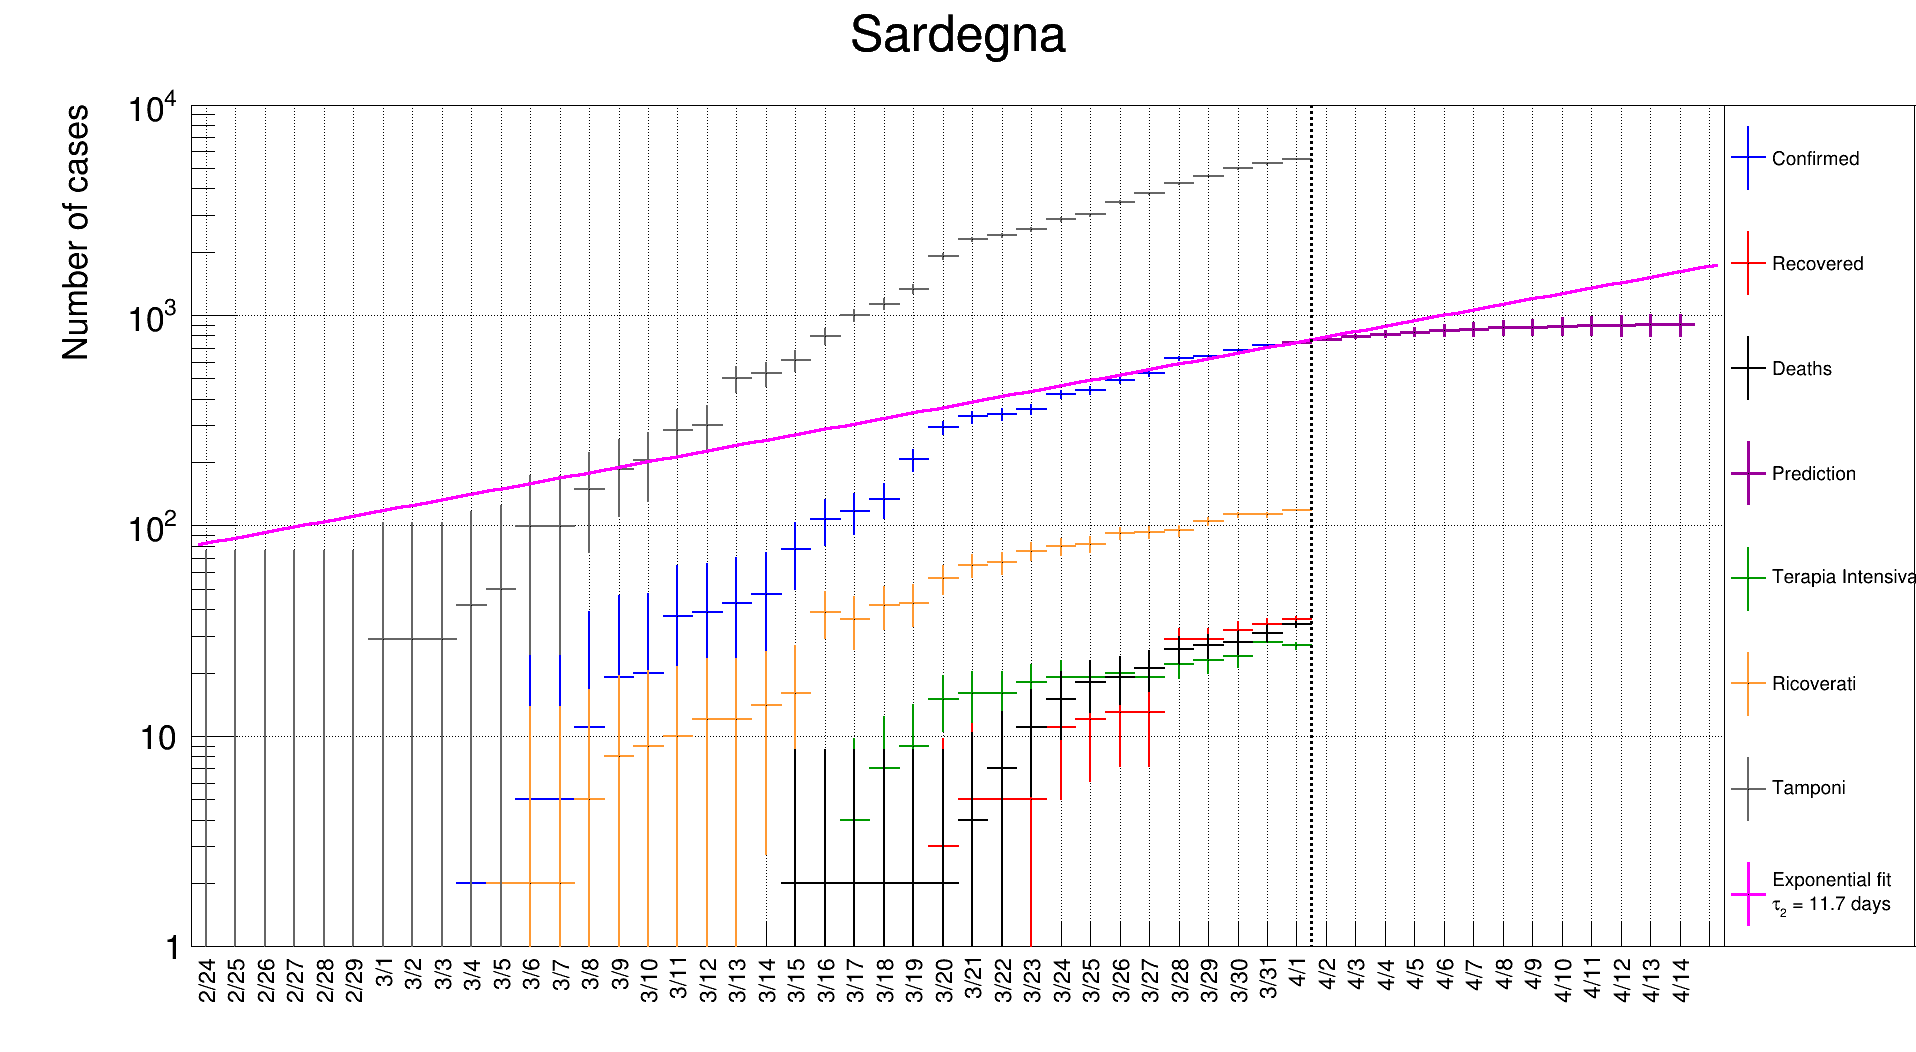 Sardegna
Number of cases
10⁴
10³
10²
10
1
2/24 2/25 2/26 2/27 2/28 2/29 3/1 3/2 3/3 3/4 3/5 3/6 3/7 3/8 3/9 3/10 3/11 3/12 3/13 3/14 3/15 3/16 3/17 3/18 3/19 3/20 3/21 3/22 3/23 3/24 3/25 3/26 3/27 3/28 3/29 3/30 3/31 4/1 4/2 4/3 4/4 4/5 4/6 4/7 4/8 4/9 4/10 4/11 4/12 4/13 4/14
Confirmed
Recovered
Deaths
Prediction
Terapia Intensiva
Ricoverati
Tamponi
Exponential fit
τ₂ = 11.7 days